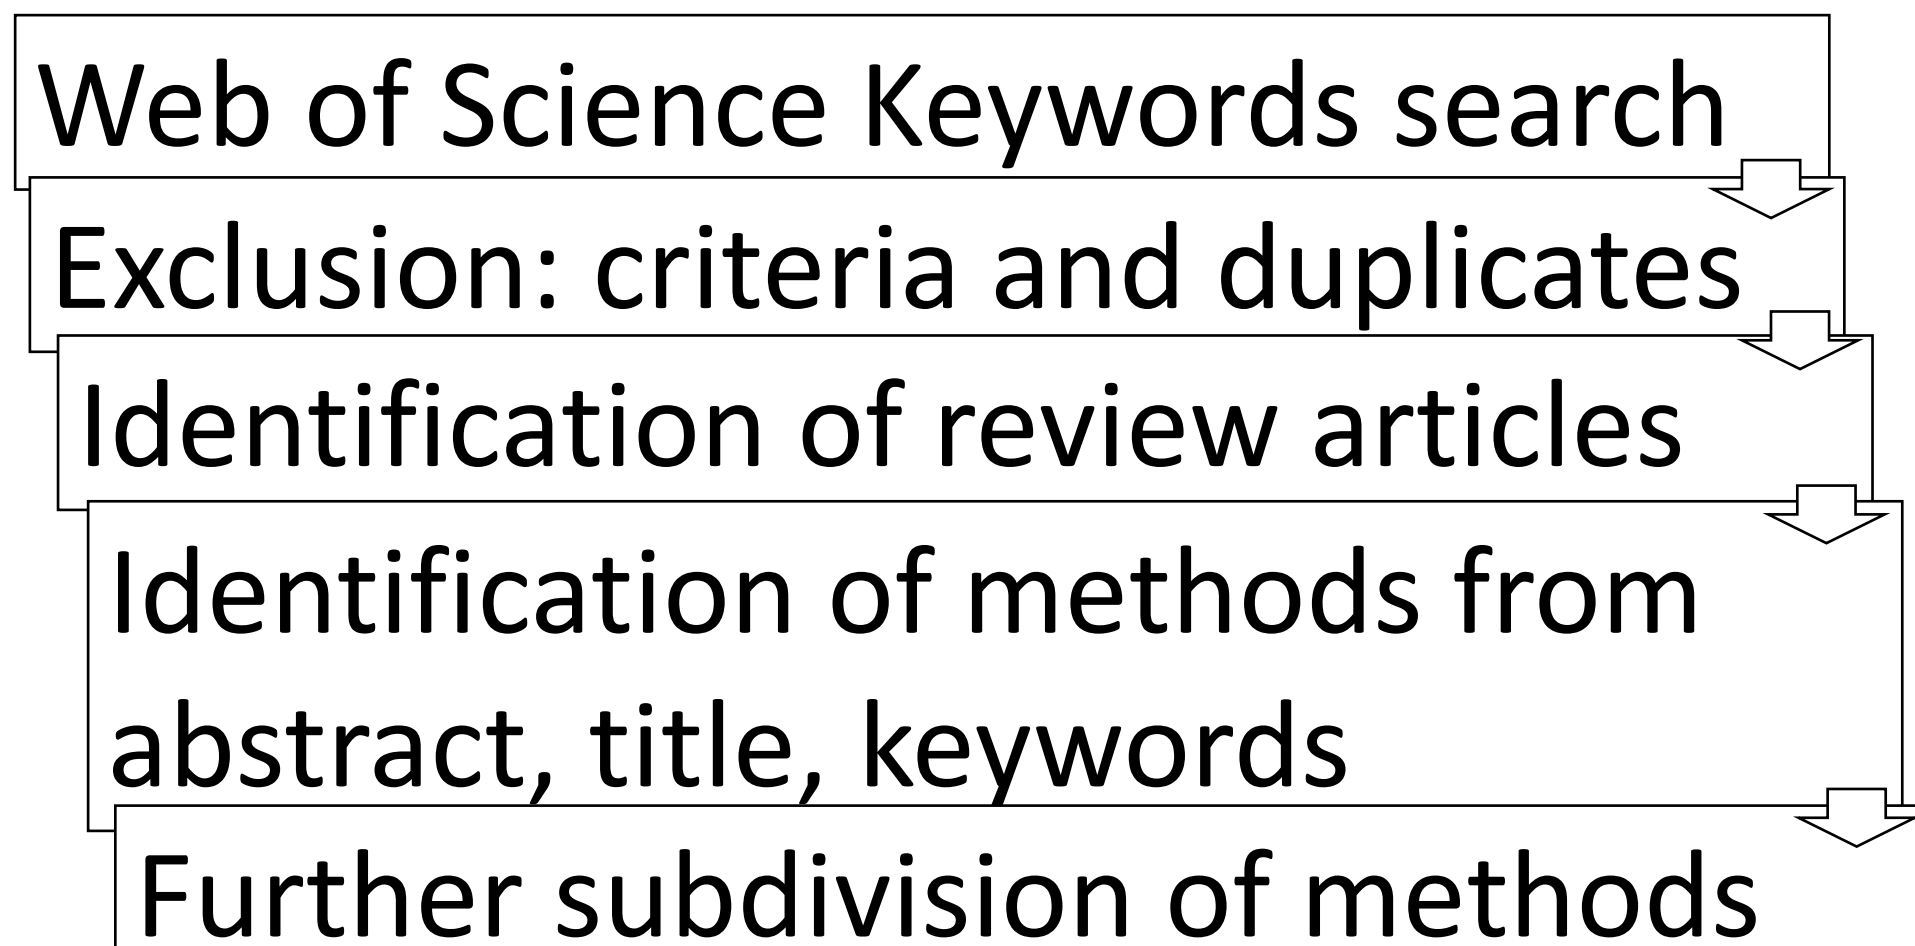 Web of Science Keywords search
Exclusion: criteria and duplicates
Identification of review articles
Identification of methods from
abstract, title, keywords
Further subdivision of methods